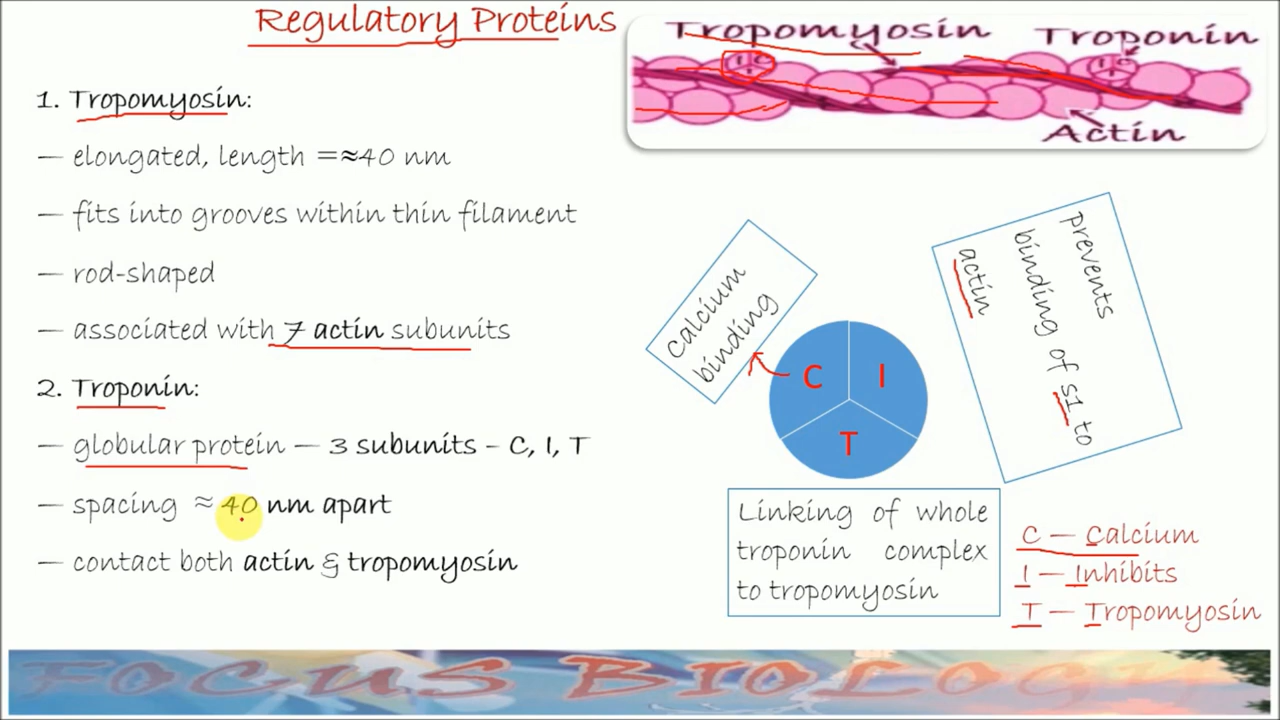 Regulatory Proteins
1. Tropomyosin:
— elongated, length =≈40 nm
— fits into grooves within thin filament
— rod-shaped
— associated with 7 actin subunits
2. Troponin:
— globular protein — 3 subunits – C, I, T
— spacing ≈ 40 nm apart
— contact both actin & tropomyosin
Tropomyosin
Troponin
Actin
I C
T
I C
T
Calcium
binding
prevents
binding of S1 to
actin
C
I
T
Linking of whole
troponin complex
to tropomyosin
C — Calcium
I — Inhibits
T — Tropomyosin
FOCUS BIOLOGY